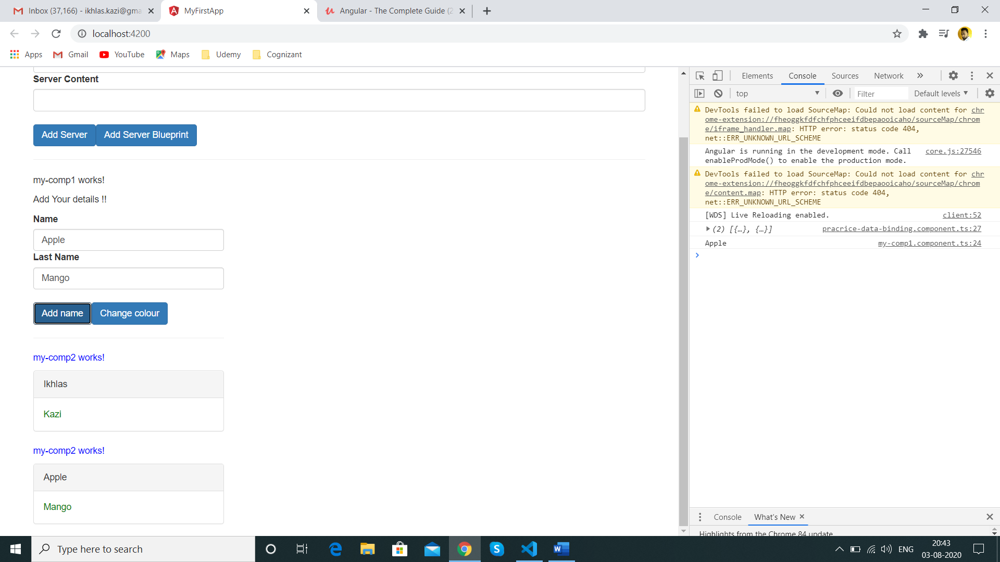 Inbox (37,166) - ikhlas.kazi@gma
MyFirstApp
Angular - The Complete Guide (2
localhost:4200
Apps
Gmail
YouTube
Maps
Udemy
Cognizant
Server Content
Add Server
Add Server Blueprint
my-comp1 works!
Add Your details !!
Name
Apple
Last Name
Mango
Add name
Change colour
my-comp2 works!
Ikhlas
Kazi
my-comp2 works!
Apple
Mango
Elements
Console
Sources
Network
top
Filter
Default levels
DevTools failed to load SourceMap: Could not load content for chr
ome-extension://fheoggkfdfchfphceeifdbepaooicaho/sourceMap/chrom
e/iframe_handler.map: HTTP error: status code 404,
net::ERR_UNKNOWN_URL_SCHEME
Angular is running in the development mode. Call core.js:27546
enableProdMode() to enable the production mode.
DevTools failed to load SourceMap: Could not load content for chr
ome-extension://fheoggkfdfchfphceeifdbepaooicaho/sourceMap/chrom
e/content.map: HTTP error: status code 404,
net::ERR_UNKNOWN_URL_SCHEME
[WDS] Live Reloading enabled. client:52
(2) [{…}, {…}] pracrice-data-binding.component.ts:27
Apple my-comp1.component.ts:24
Console
What's New
Highlights from the Chrome 84 update
Type here to search
ENG
20:43
03-08-2020